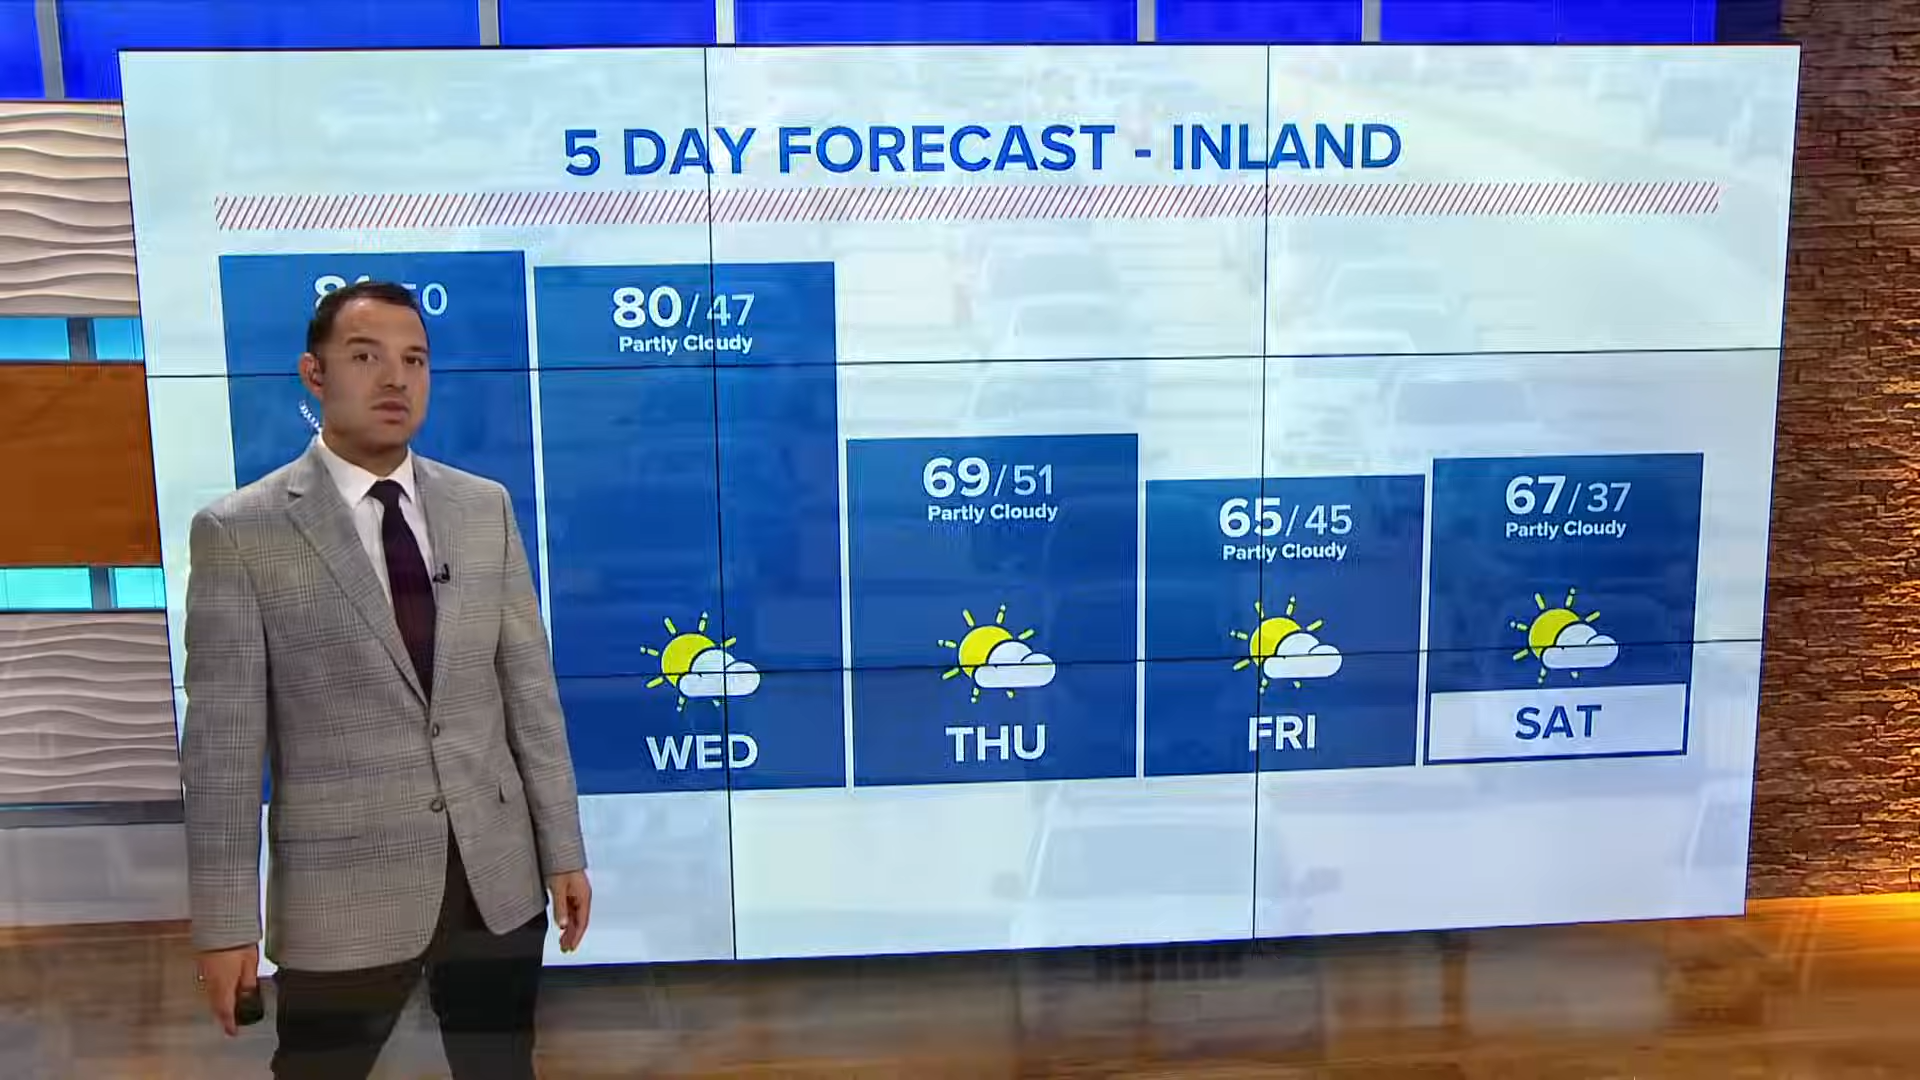 5 DAY FORECAST - INLAND
80/47
Partly Cloudy
WED
69/51
Partly Cloudy
THU
65/45
Partly Cloudy
FRI
67/37
Partly Cloudy
SAT